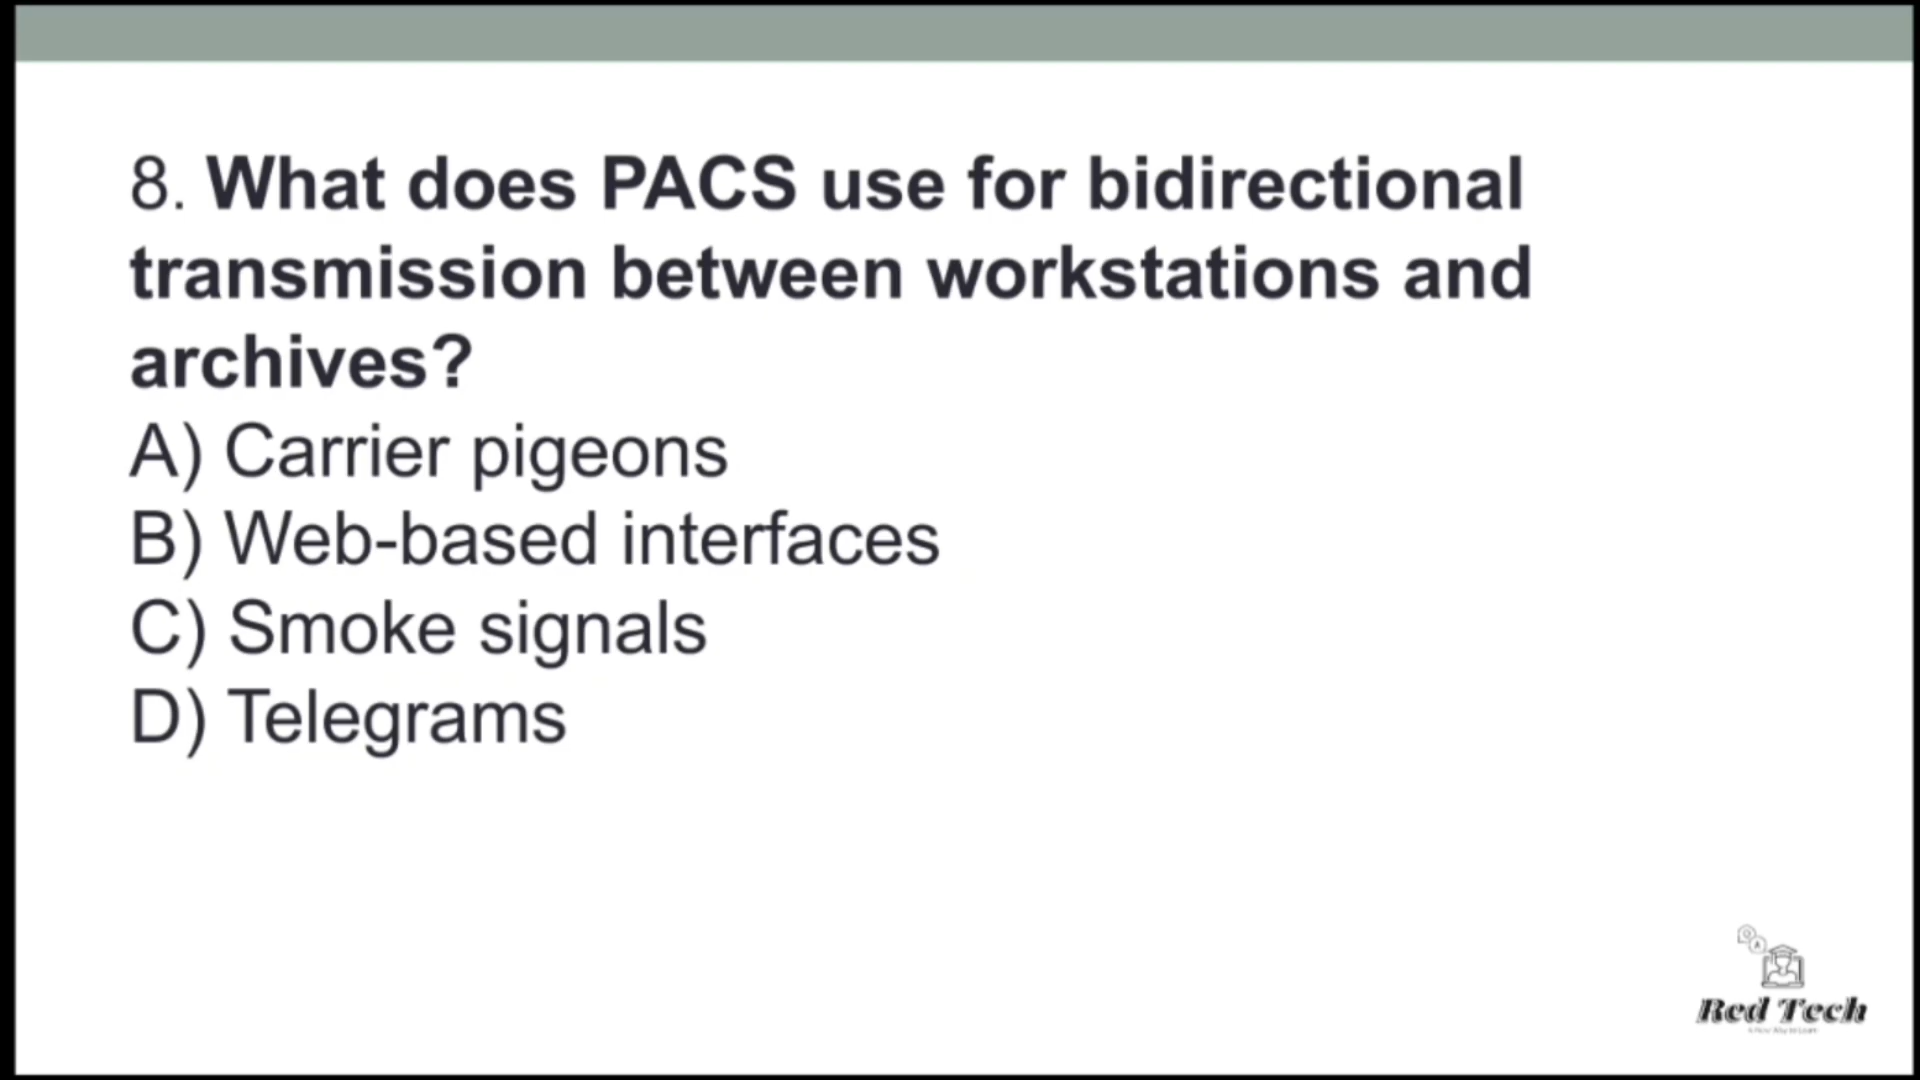 8. What does PACS use for bidirectional
transmission between workstations and
archives?
A) Carrier pigeons
B) Web-based interfaces
C) Smoke signals
D) Telegrams
Red Tech